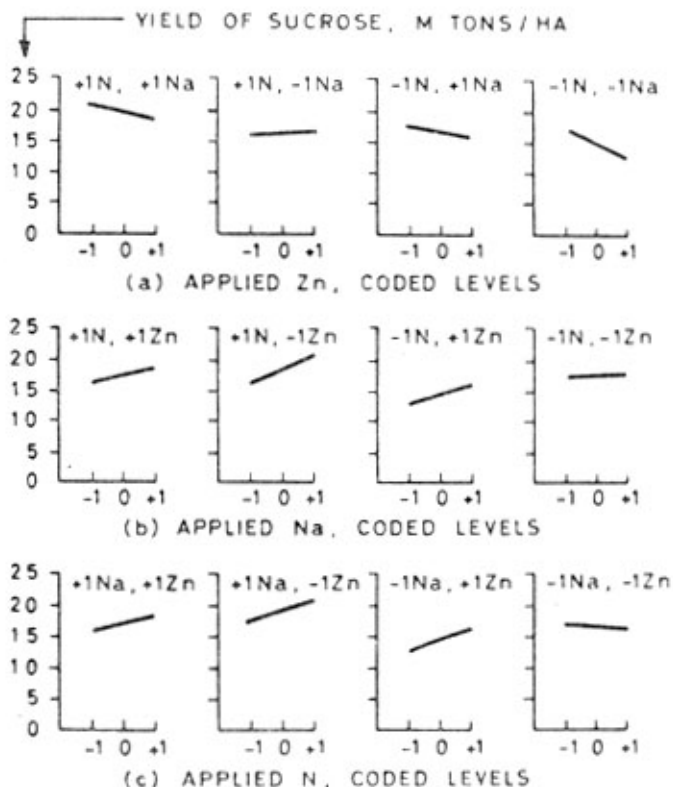 YIELD OF SUCROSE, M TONS/HA
25
20
15
10
5
0
+1N, +1Na
+1N, -1Na
-1N, +1Na
-1N, -1Na
-1 0 +1
-1 0 +1
-1 0 +1
-1 0 +1
(a) APPLIED Zn, CODED LEVELS
25
20
15
10
5
0
+1N, +1Zn
+1N, -1Zn
-1N, +1Zn
-1N, -1Zn
-1 0 +1
-1 0 +1
-1 0 +1
-1 0 +1
(b) APPLIED Na, CODED LEVELS
25
20
15
10
5
0
+1Na, +1Zn
+1Na, -1Zn
-1Na, +1Zn
-1Na, -1Zn
-1 0 +1
-1 0 +1
-1 0 +1
-1 0 +1
(c) APPLIED N, CODED LEVELS